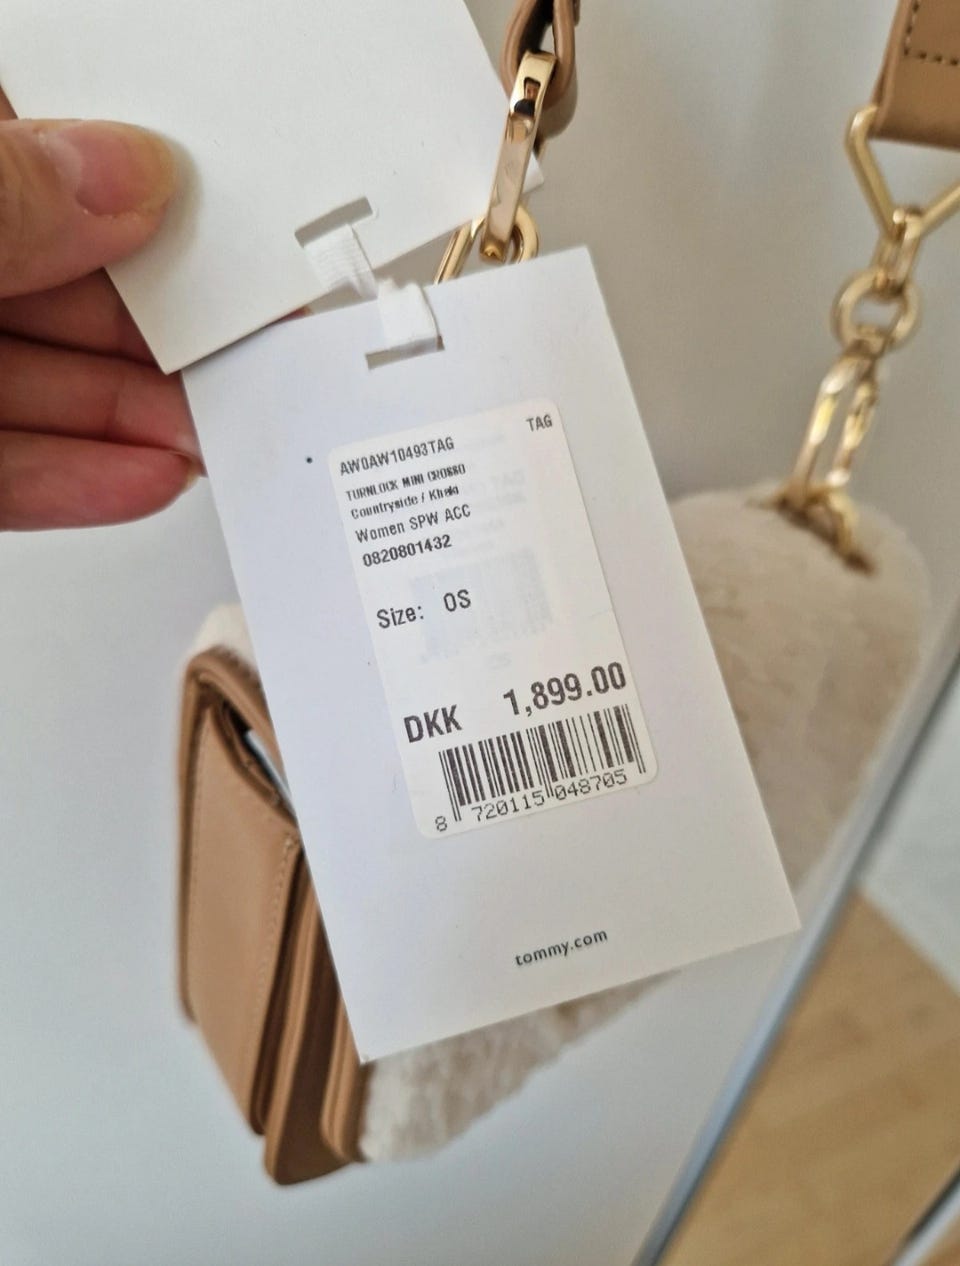 TAG
AW0AW10493TAG
TURNLOCK MINI CROSSO
Countryside / Khaki
Women SPW ACC
0820801432
Size: OS
DKK 1,899.00
8 720115 048705
tommy.com